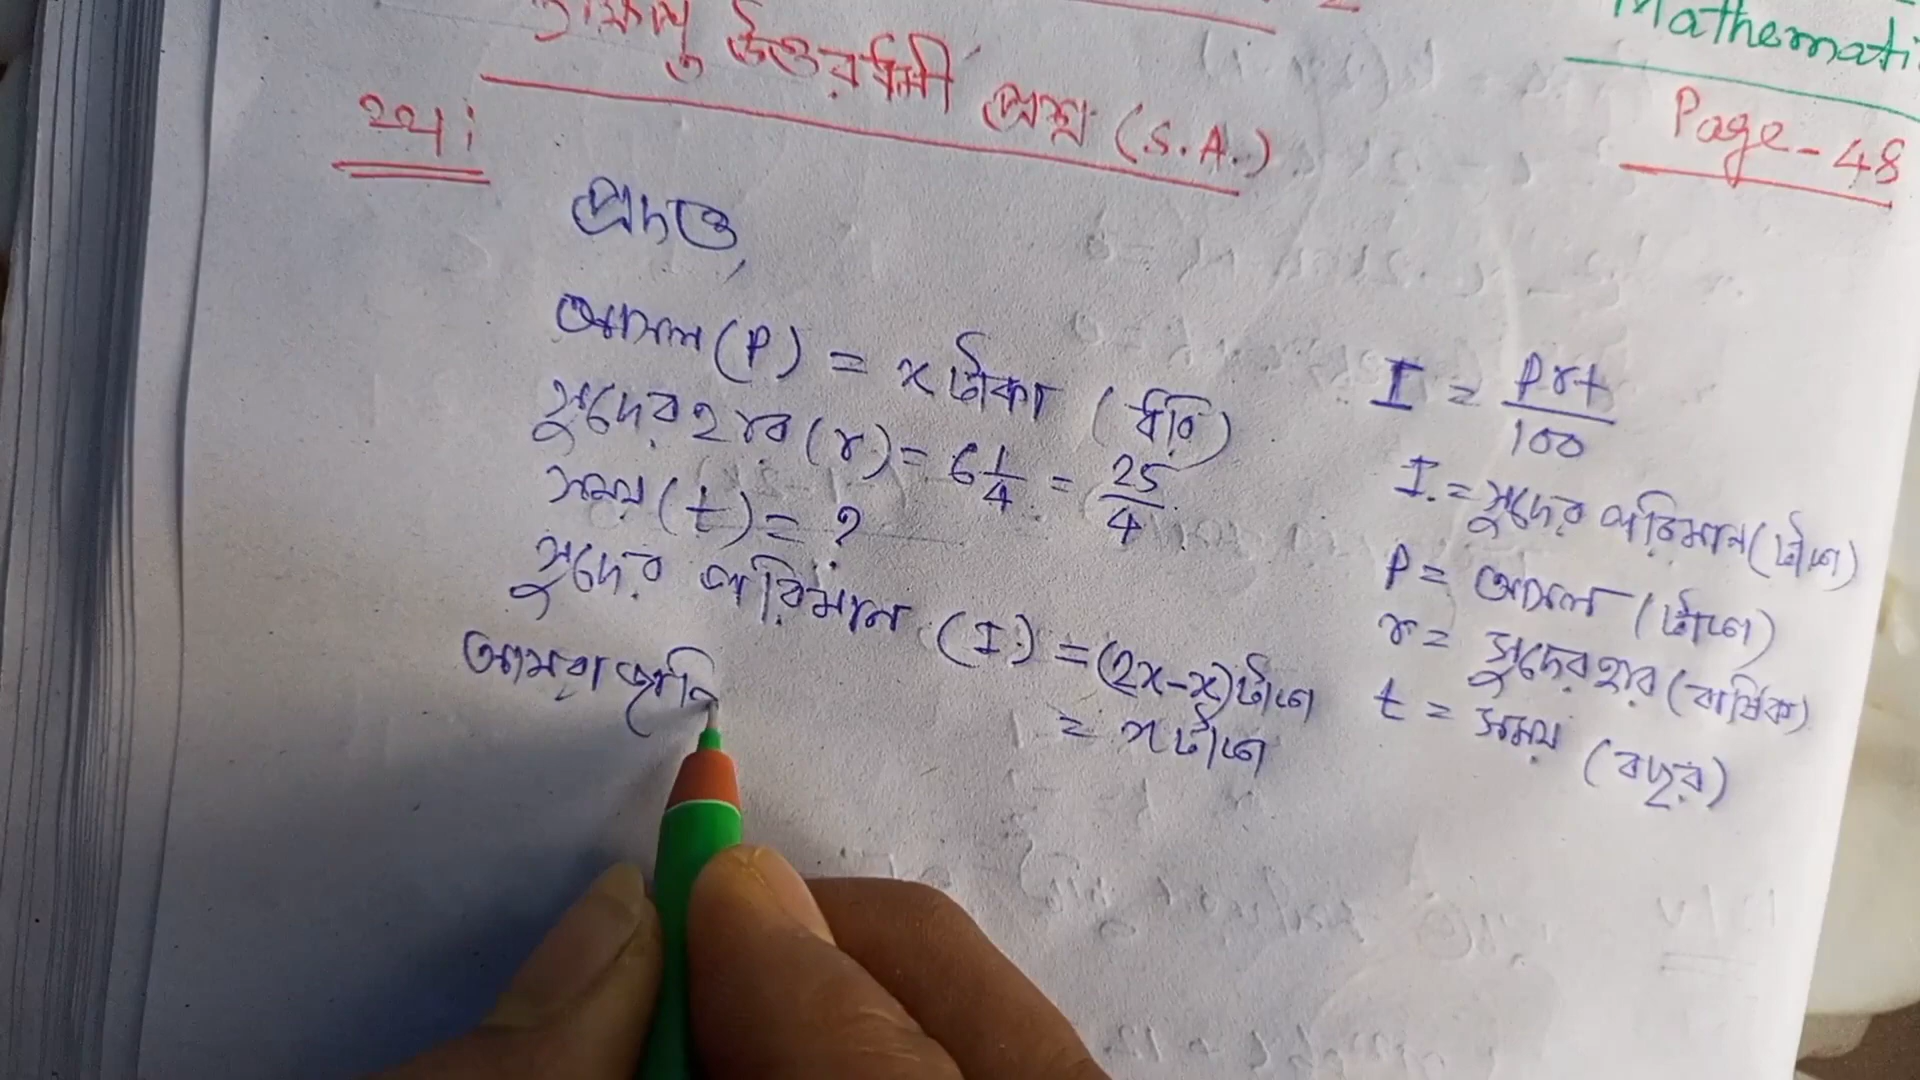 উত্তরধর্মী প্রশ্ন (S.A.)
Mathemati
Page-48
প্রদত্ত,
আসল (P) = x টাকা (ধরি)
সুদের হার (r) = 6 1/4 = 25/4
সময় (t) = ?
সুদের পরিমান (I) = (2x-x) টাকা
= x টাকা
আমরা জানি
I = Prt/100
I = সুদের পরিমান (টাকা)
P = আসল (টাকা)
r = সুদের হার (বার্ষিক)
t = সময় (বছর)